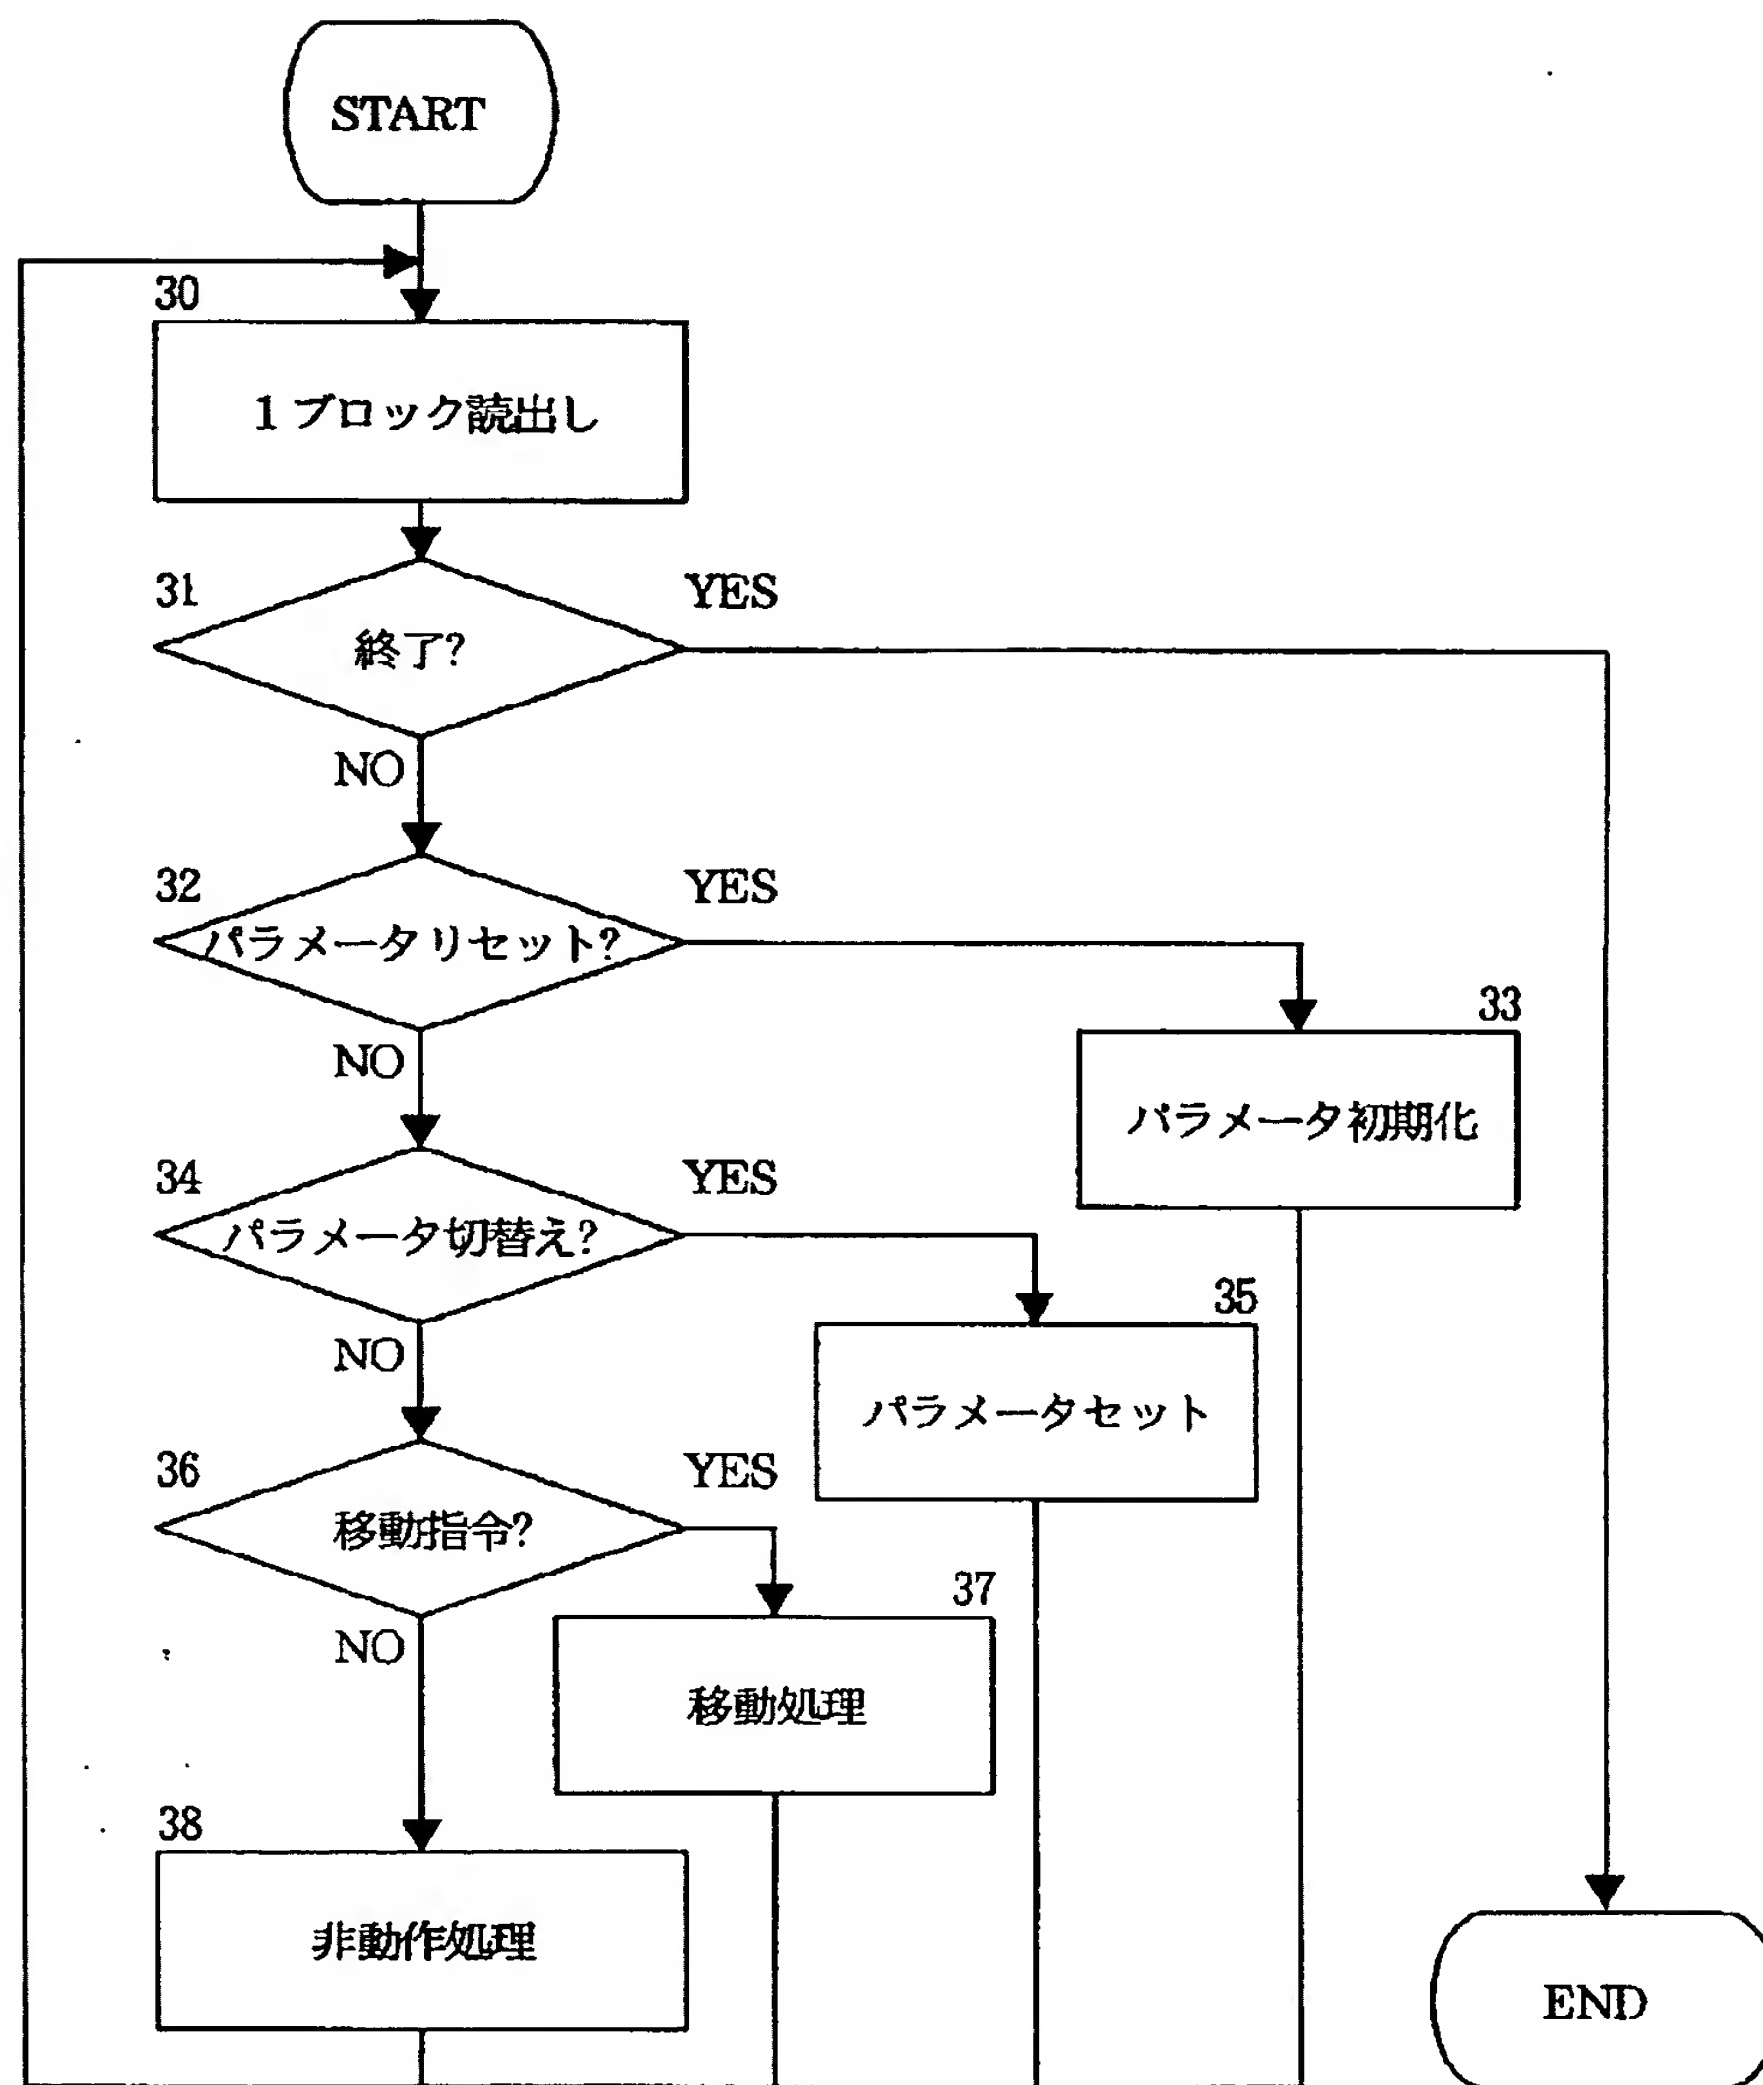 START
30
1 ブロック読出し
31
YES
終了?
NO
32
YES
パラメータリセット?
NO
33
パラメータ初期化
34
YES
パラメータ切替え?
NO
35
パラメータセット
36
YES
移動指令?
NO
37
移動処理
38
非動作処理
END